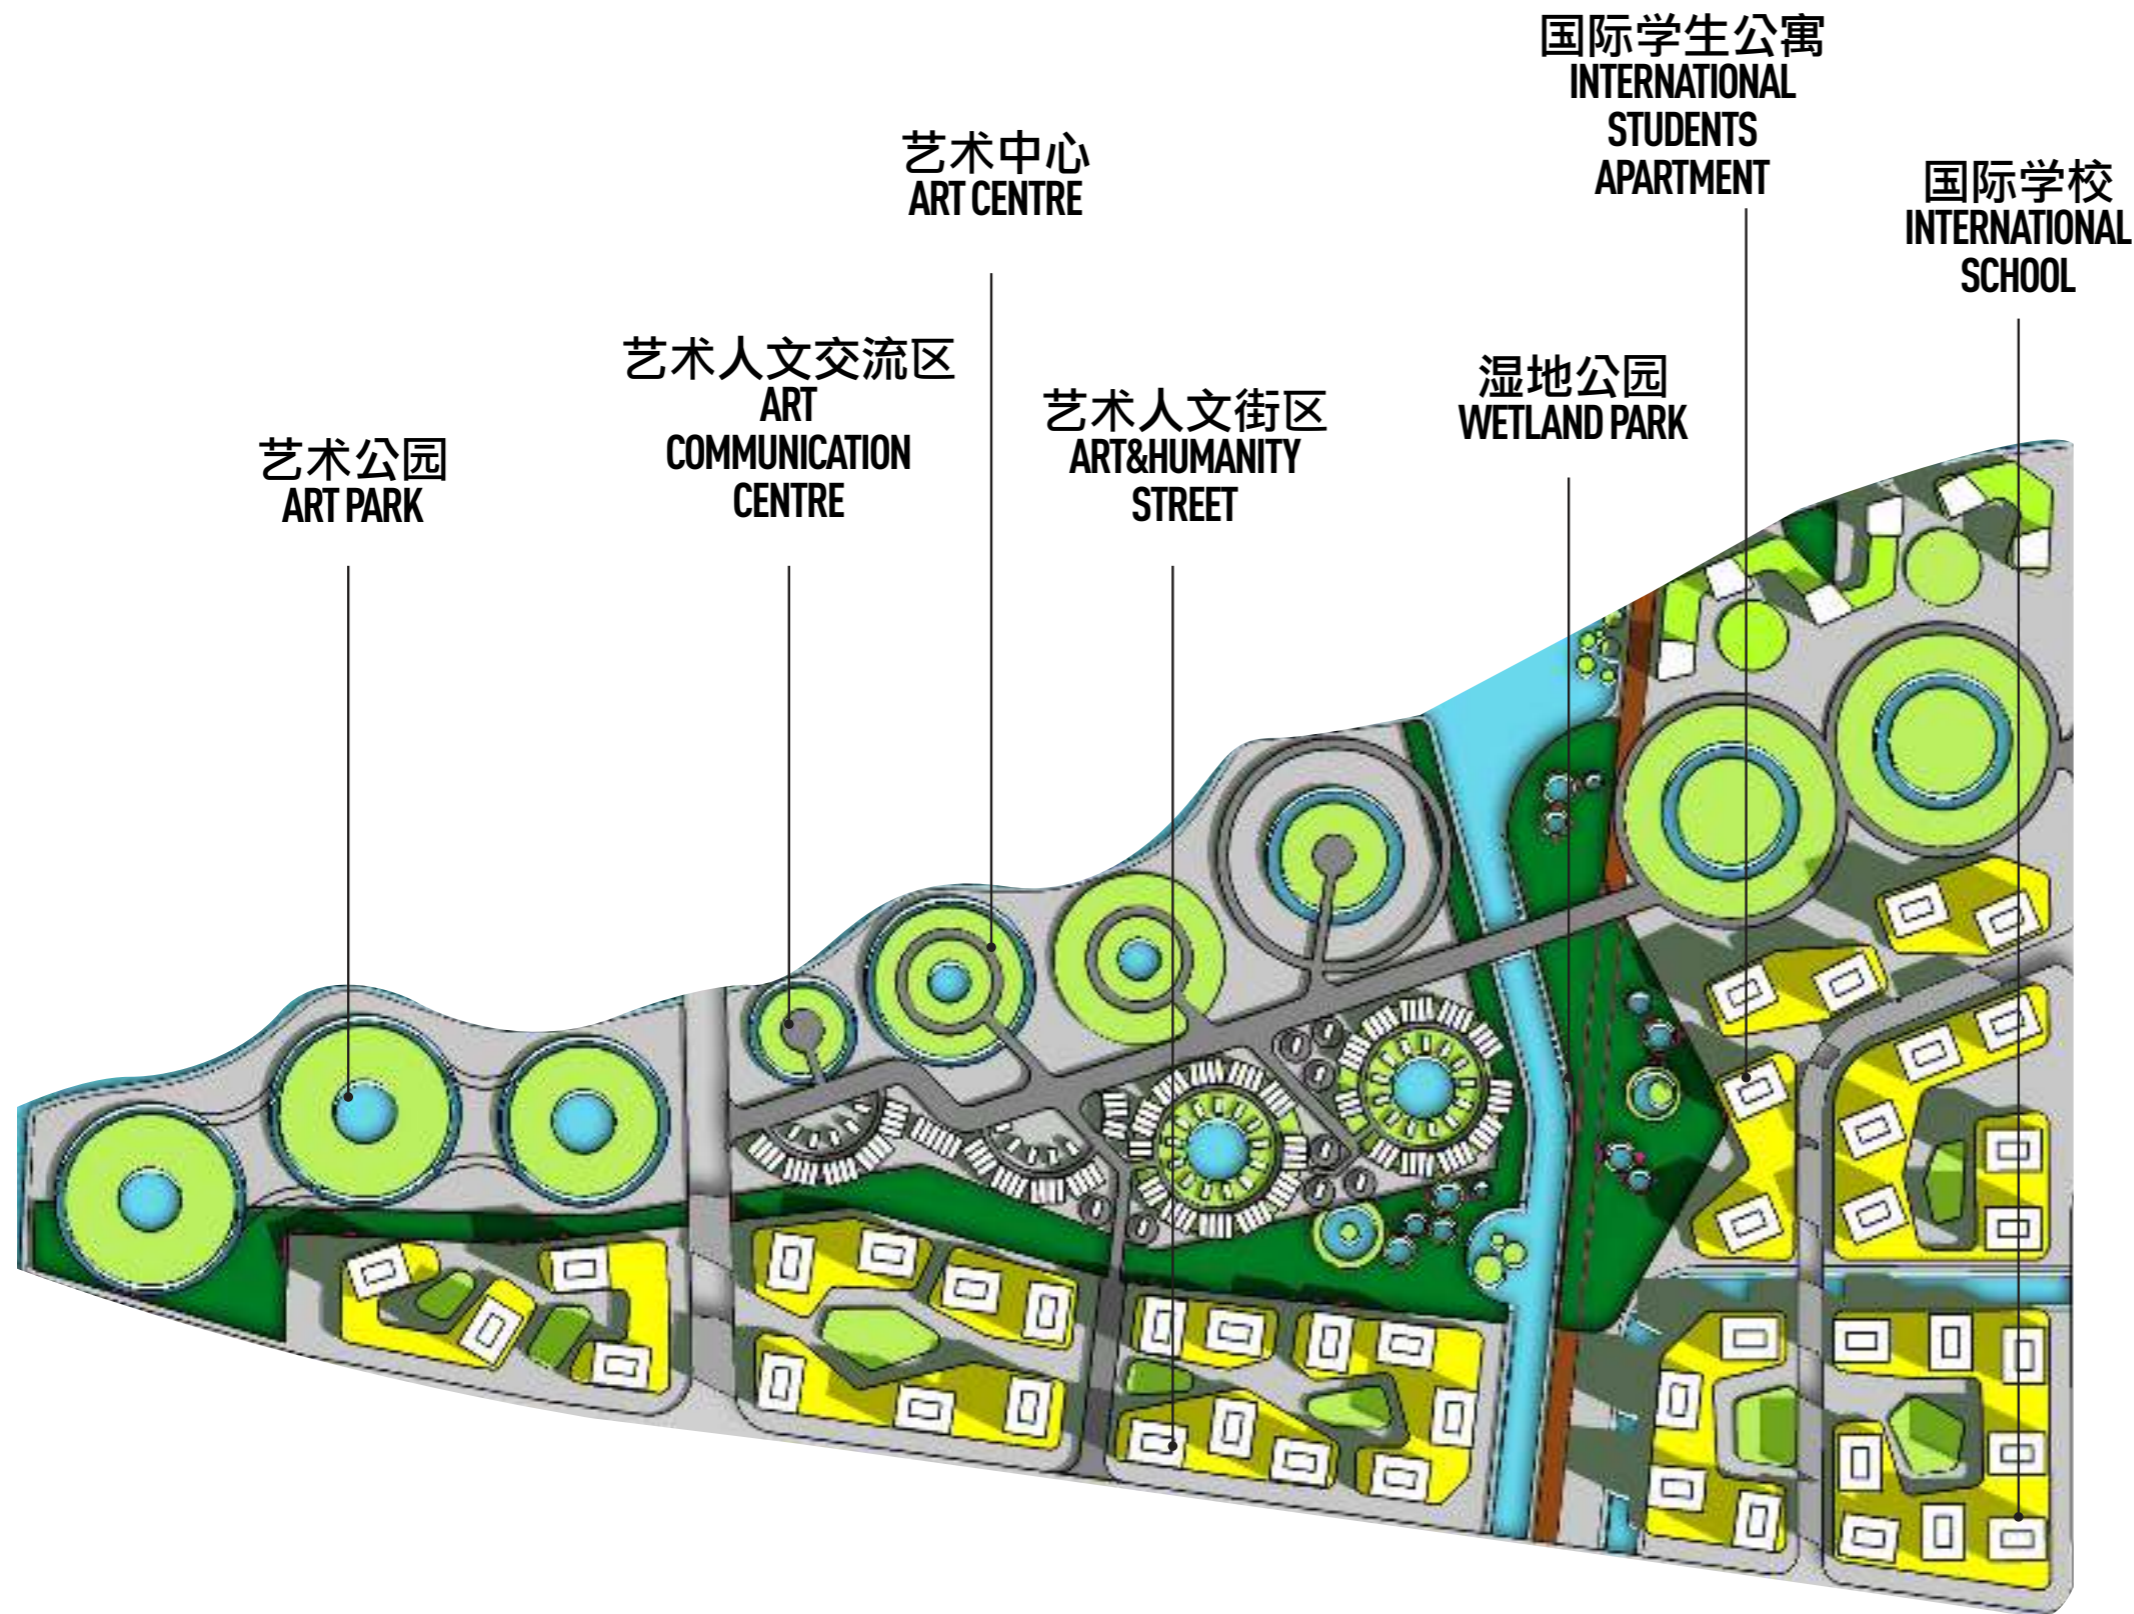 国际学生公寓
INTERNATIONAL
STUDENTS
APARTMENT
艺术中心
ART CENTRE
国际学校
INTERNATIONAL
SCHOOL
艺术人文交流区
ART
COMMUNICATION
CENTRE
湿地公园
WETLAND PARK
艺术人文街区
ART&HUMANITY
STREET
艺术公园
ART PARK